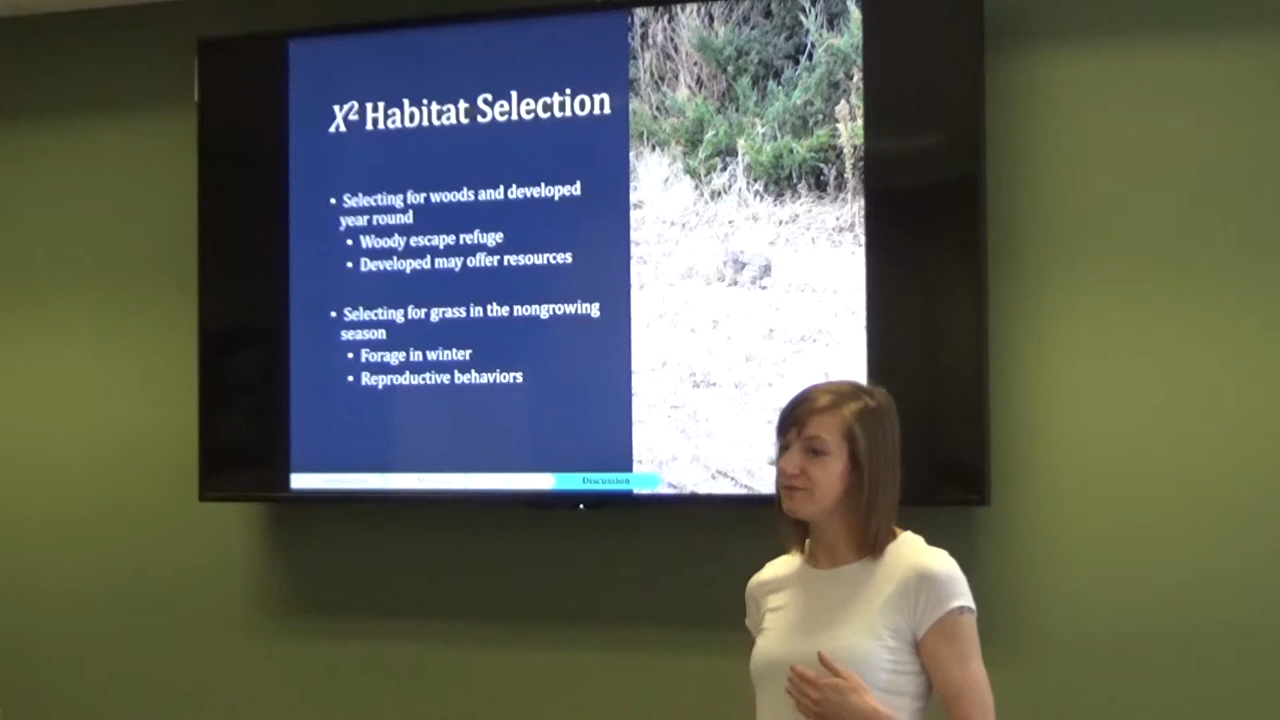 X² Habitat Selection
• Selecting for woods and developed
year round
• Woody escape refuge
• Developed may offer resources
• Selecting for grass in the nongrowing
season
• Forage in winter
• Reproductive behaviors
Discussion